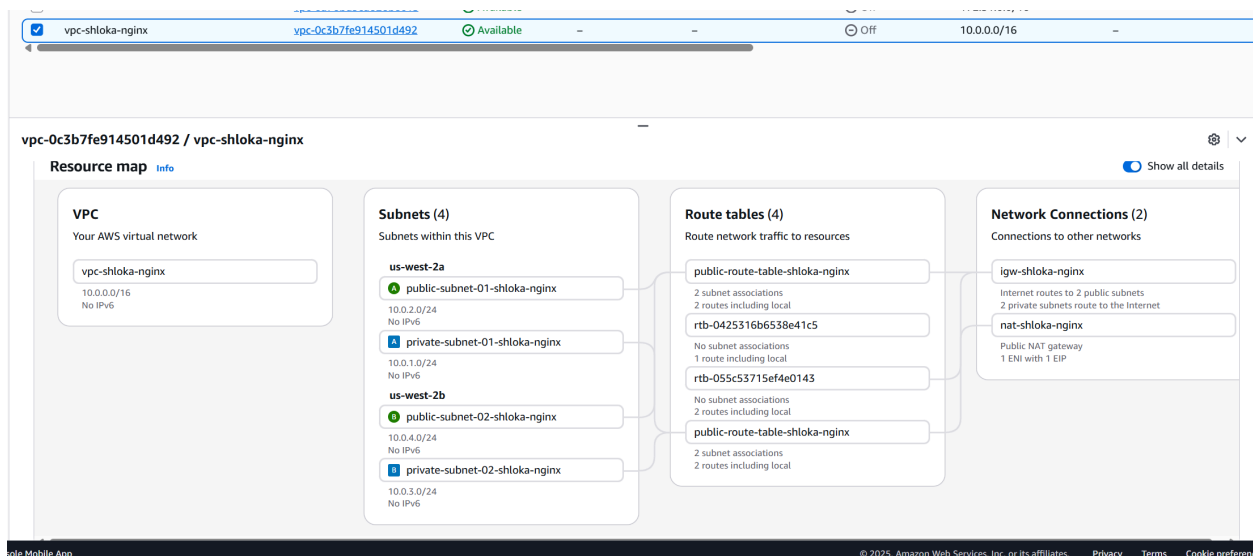 vpc-shloka-nginx vpc-0c3b7fe914501d492 Available – – Off 10.0.0.0/16 –
vpc-0c3b7fe914501d492 / vpc-shloka-nginx
Resource map Info
Show all details
VPC
Your AWS virtual network
vpc-shloka-nginx
10.0.0.0/16
No IPv6
Subnets (4)
Subnets within this VPC
us-west-2a
A public-subnet-01-shloka-nginx
10.0.2.0/24
No IPv6
A private-subnet-01-shloka-nginx
10.0.1.0/24
No IPv6
us-west-2b
B public-subnet-02-shloka-nginx
10.0.4.0/24
No IPv6
B private-subnet-02-shloka-nginx
10.0.3.0/24
No IPv6
Route tables (4)
Route network traffic to resources
public-route-table-shloka-nginx
2 subnet associations
2 routes including local
rtb-0425316b6538e41c5
No subnet associations
1 route including local
rtb-055c53715ef4e0143
No subnet associations
2 routes including local
public-route-table-shloka-nginx
2 subnet associations
2 routes including local
Network Connections (2)
Connections to other networks
igw-shloka-nginx
Internet routes to 2 public subnets
2 private subnets route to the Internet
nat-shloka-nginx
Public NAT gateway
1 ENI with 1 EIP
sole Mobile App © 2025, Amazon Web Services, Inc. or its affiliates. Privacy Terms Cookie preferen